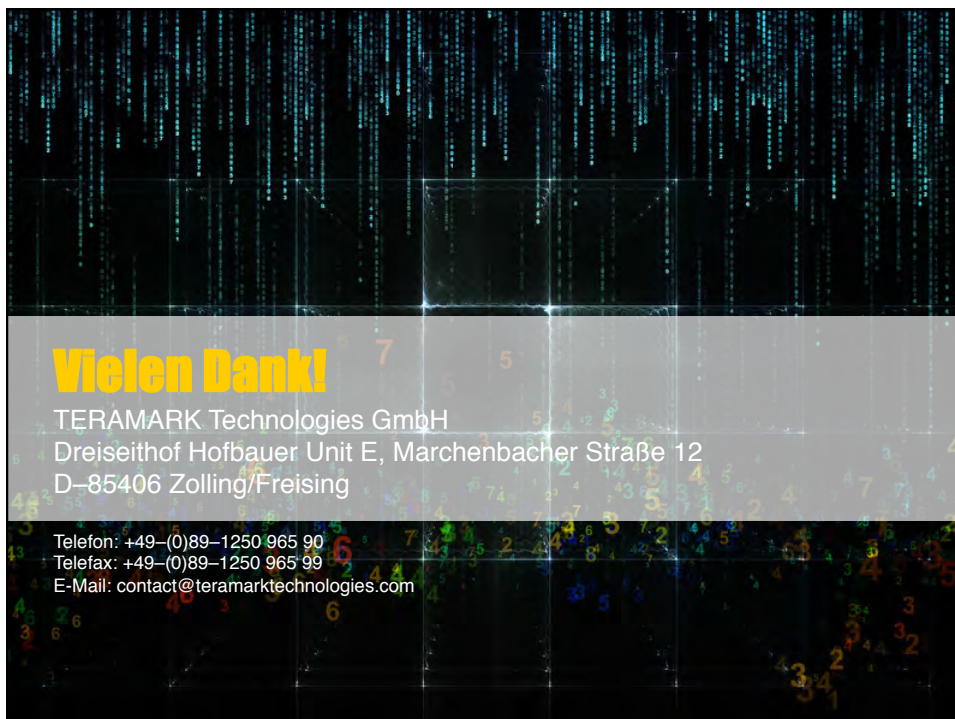 Vielen Dank!
TERAMARK Technologies GmbH
Dreiseithof Hofbauer Unit E, Marchenbacher Straße 12
D–85406 Zolling/Freising
Telefon: +49–(0)89–1250 965 90
Telefax: +49–(0)89–1250 965 99
E-Mail: contact@teramarktechnologies.com